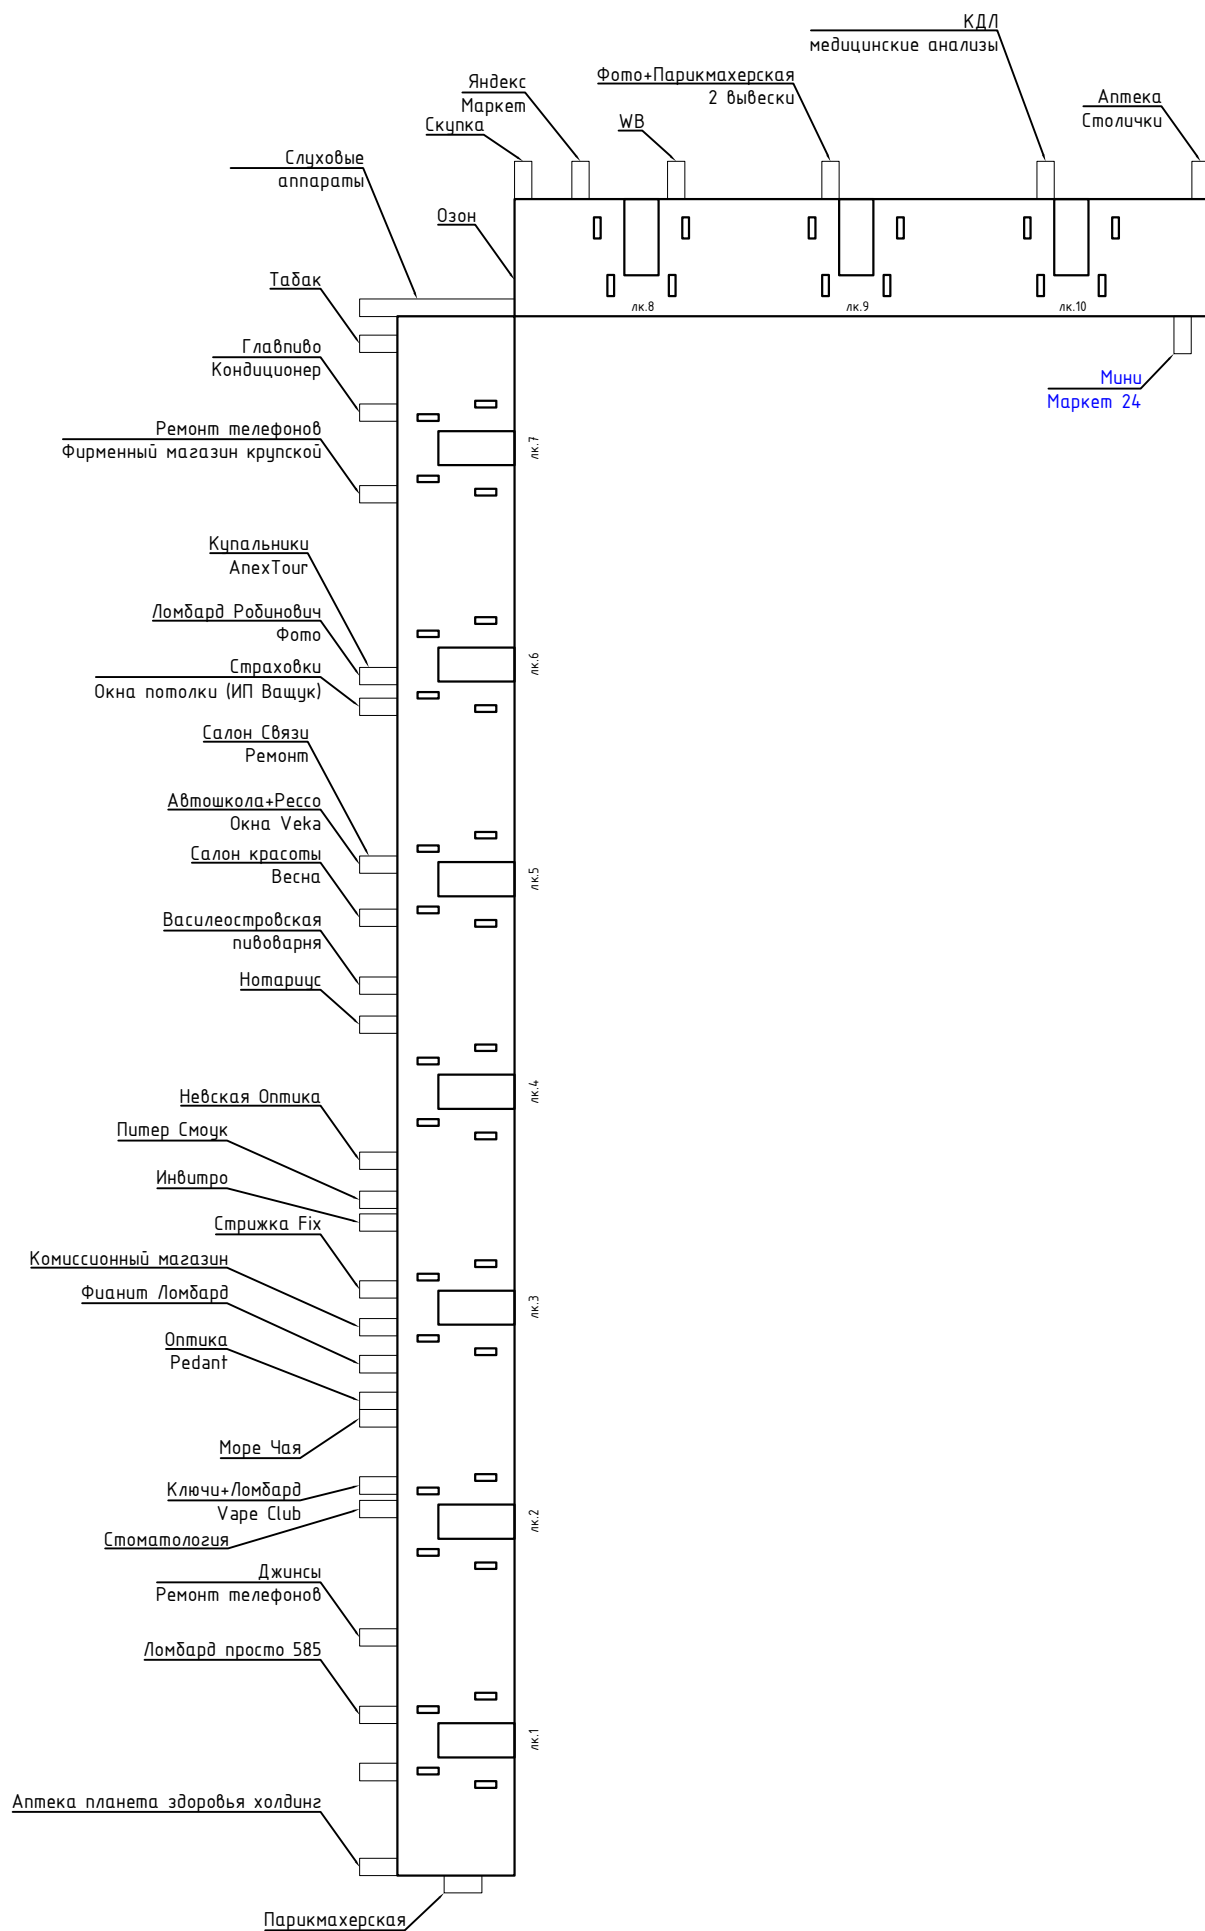 КДЛ
медицинские анализы
Фото+Парикмахерская
2 вывески
Яндекс
Маркет
Аптека
Столички
WB
Скупка
Слуховые
аппараты
Озон
Табак
лк.8
лк.9
лк.10
Главпиво
Кондиционер
Мини
Маркет 24
Ремонт телефонов
Фирменный магазин крупской
лк.7
Купальники
AnexTour
Ломбард Робинович
Фото
Страховки
Окна потолки (ИП Ващук)
лк.6
Салон Связи
Ремонт
Автошкола+Рессо
Окна Veka
Салон красоты
Весна
лк.5
Василеостровская
пивоварня
Нотариус
Невская Оптика
лк.4
Питер Смоук
Инвитро
Стрижка Fix
Комиссионный магазин
Фианит Ломбард
лк.3
Оптика
Pedant
Море Чая
Ключи+Ломбард
Vape Club
лк.2
Стоматология
Джинсы
Ремонт телефонов
Ломбард просто 585
лк.1
Аптека планета здоровья холдинг
Парикмахерская